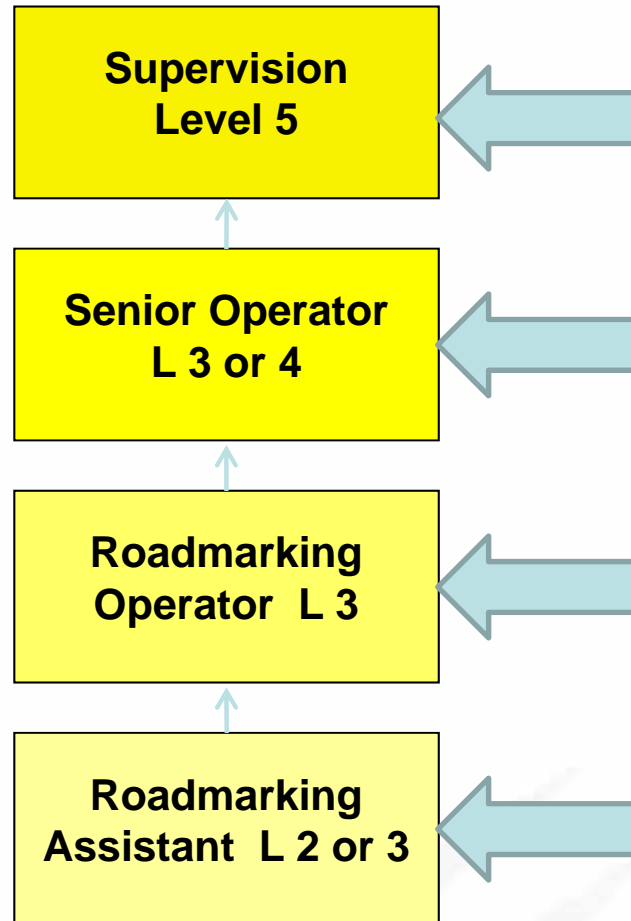 Supervision
Level 5
Senior Operator
L 3 or 4
Roadmarking
Operator  L 3
Roadmarking
Assistant  L 2 or 3